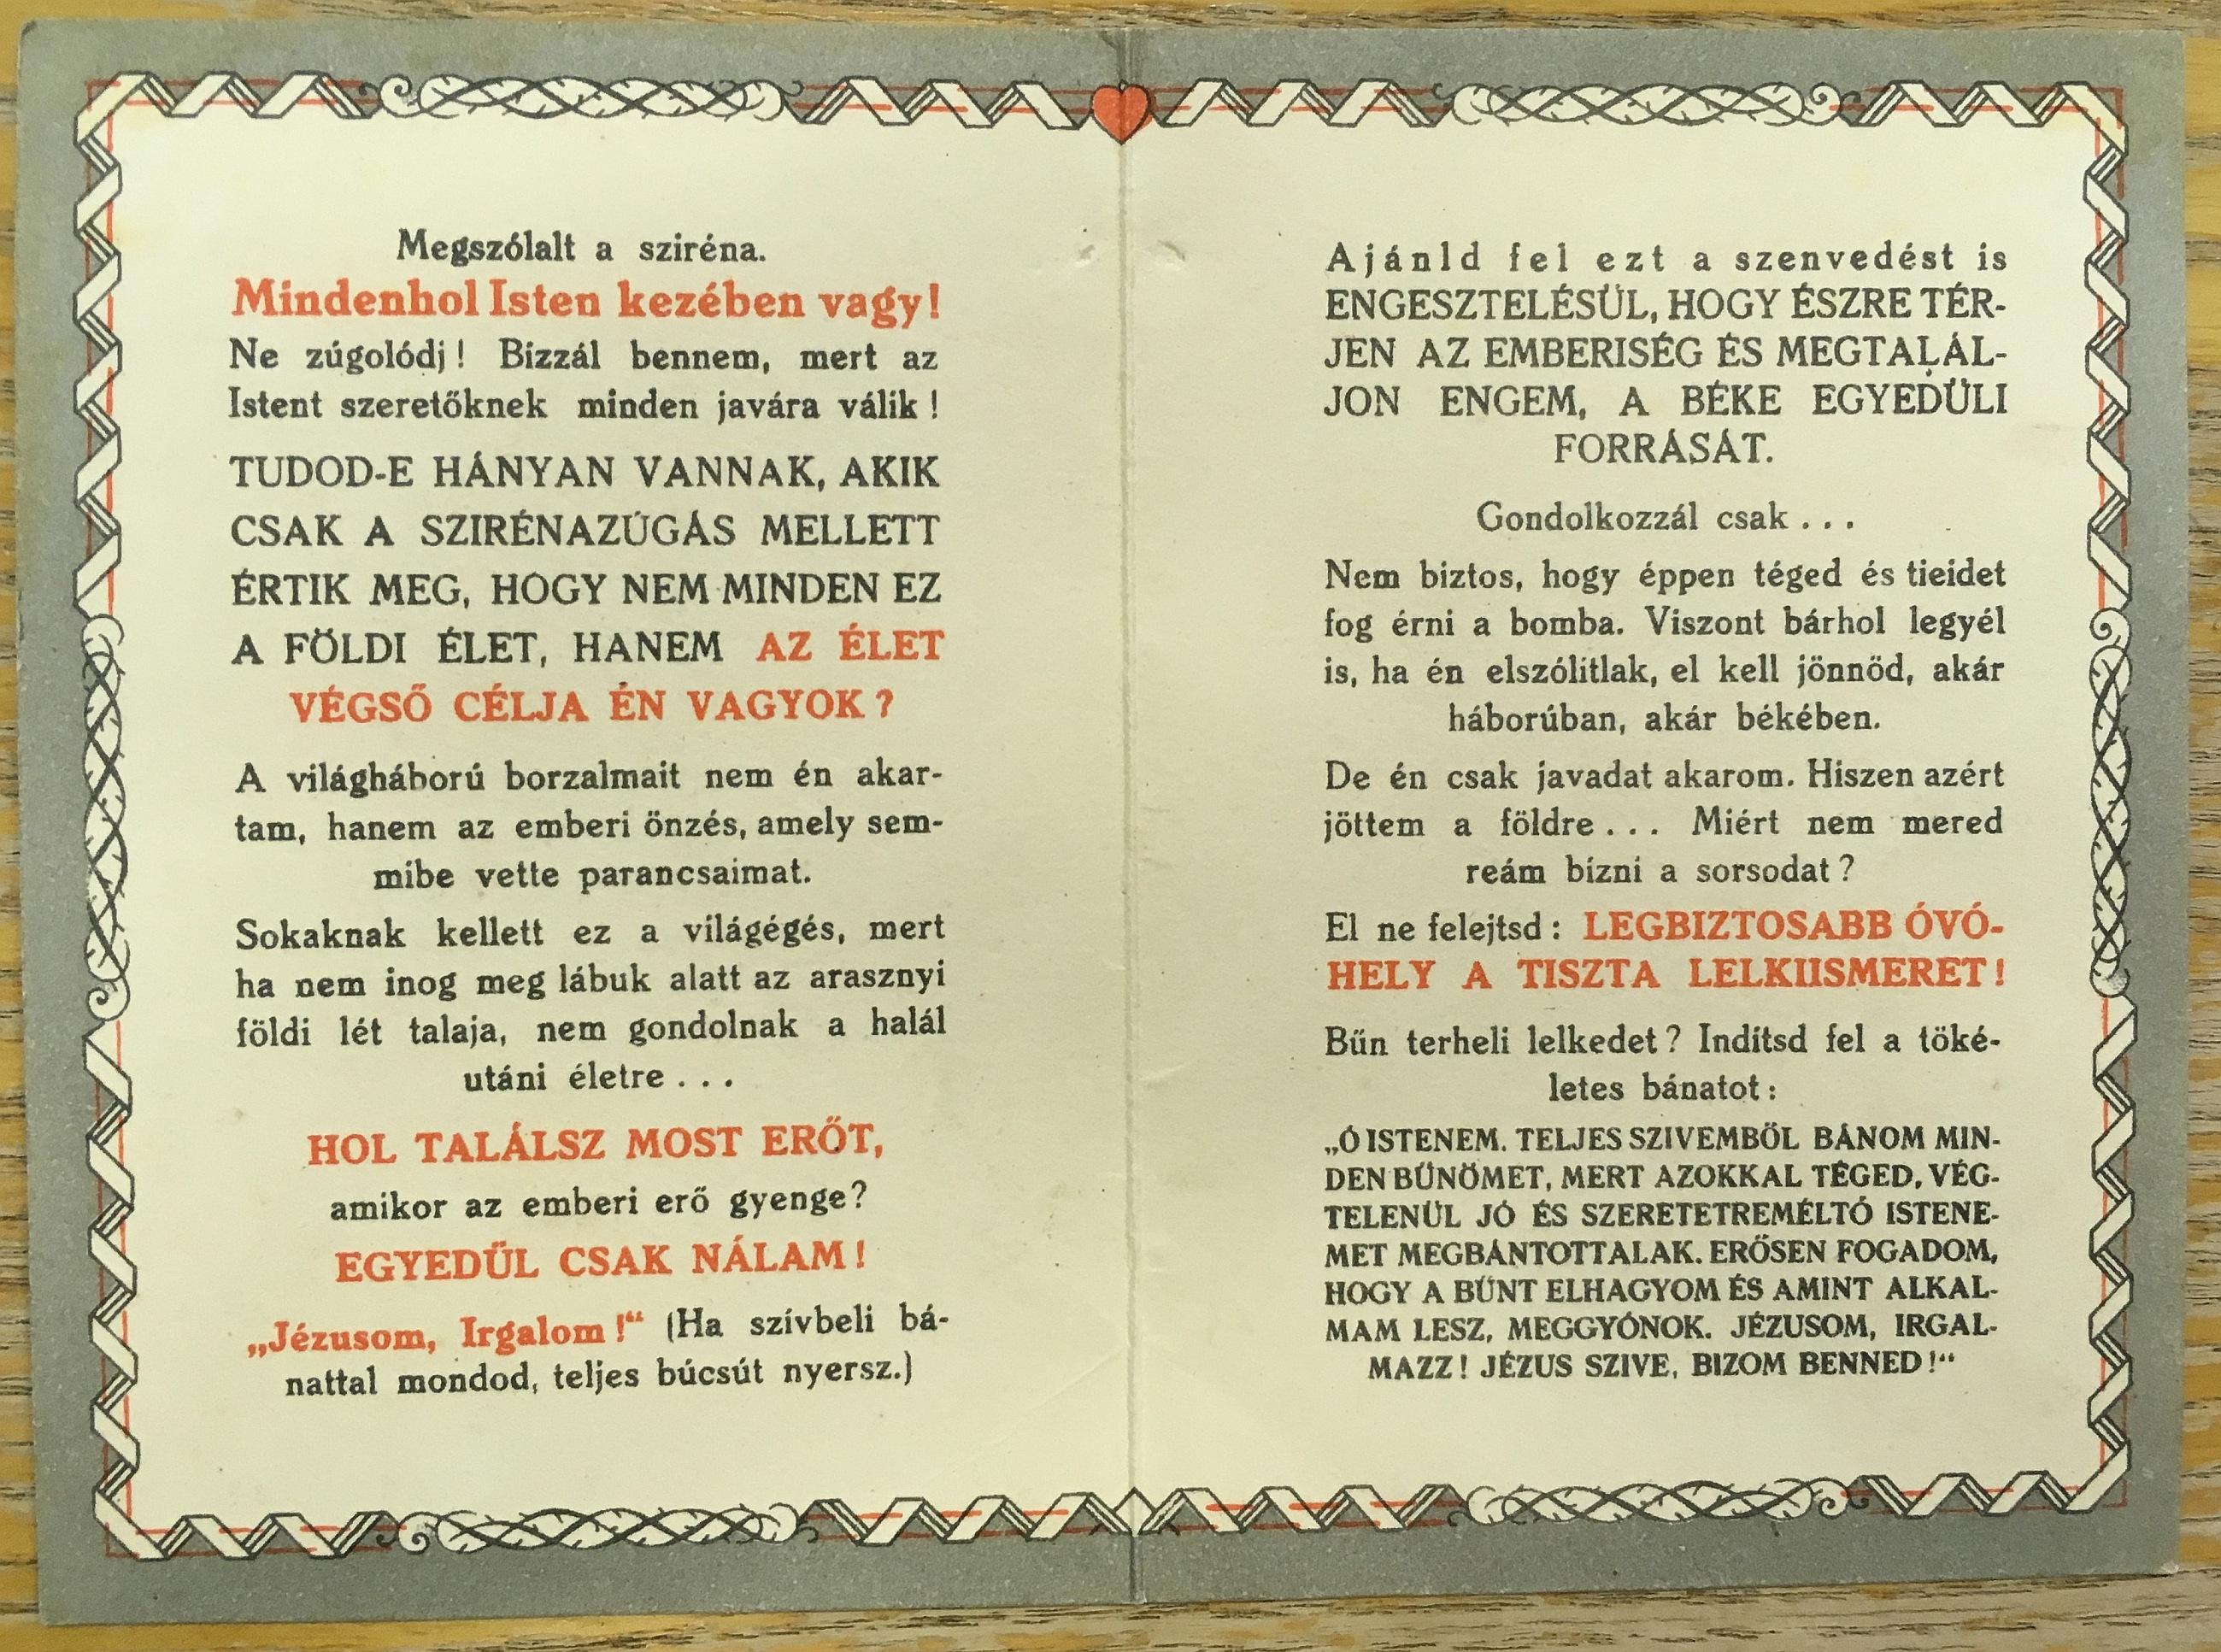 Megszólalt a sziréna.
Mindenhol Isten kezében vagy!
Ne zúgolódj! Bizzál bennem, mert az
Istent szeretőknek minden javára válik!
TUDOD-E HÁNYAN VANNAK, AKIK
CSAK A SZIRÉNAZÚGÁS MELLETT
ÉRTIK MEG, HOGY NEM MINDEN EZ
A FÖLDI ÉLET, HANEM AZ ÉLET
VÉGSŐ CÉLJA ÉN VAGYOK?
A világháború borzalmait nem én akar-
tam, hanem az emberi önzés, amely sem-
mibe vette parancsaimat.
Sokaknak kellett ez a világégés, mert
ha nem inog meg lábuk alatt az arasznyi
földi lét talaja, nem gondolnak a halál
utáni életre . . .
HOL TALÁLSZ MOST ERŐT,
amikor az emberi erő gyenge?
EGYEDÜL CSAK NÁLAM!
„Jézusom, Irgalom!“ (Ha szívbeli bá-
nattal mondod, teljes búcsút nyersz.)
Ajánld fel ezt a szenvedést is
ENGESZTELÉSÜL, HOGY ÉSZRE TÉR-
JEN AZ EMBERISÉG ÉS MEGTALÁL-
JON ENGEM, A BÉKE EGYEDÜLI
FORRÁSÁT.
Gondolkozzál csak . . .
Nem biztos, hogy éppen téged és tieidet
fog érni a bomba. Viszont bárhol legyél
is, ha én elszólítlak, el kell jönnöd, akár
háborúban, akár békében.
De én csak javadat akarom. Hiszen azért
jöttem a földre . . . Miért nem mered
reám bízni a sorsodat?
El ne felejtsd: LEGBIZTOSABB ÓVÓ-
HELY A TISZTA LELKIISMERET!
Bűn terheli lelkedet? Indítsd fel a töké-
letes bánatot:
„Ó ISTENEM. TELJES SZIVEMBŐL BÁNOM MIN-
DEN BŰNÖMET, MERT AZOKKAL TÉGED, VÉG-
TELENÜL JÓ ÉS SZERETETREMÉLTÓ ISTENE-
MET MEGBÁNTOTTALAK. ERŐSEN FOGADOM,
HOGY A BŰNT ELHAGYOM ÉS AMINT ALKAL-
MAM LESZ, MEGGYÓNOK. JÉZUSOM, IRGAL-
MAZZ! JÉZUS SZIVE, BIZOM BENNED!“